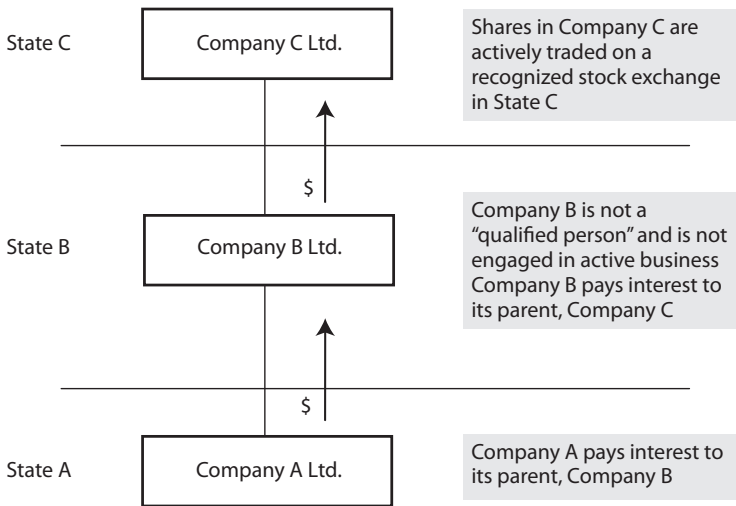 State C
Company C Ltd.
Shares in Company C are
actively traded on a
recognized stock exchange
in State C
$
State B
Company B Ltd.
Company B is not a
“qualified person” and is not
engaged in active business
Company B pays interest to
its parent, Company C
$
State A
Company A Ltd.
Company A pays interest to
its parent, Company B